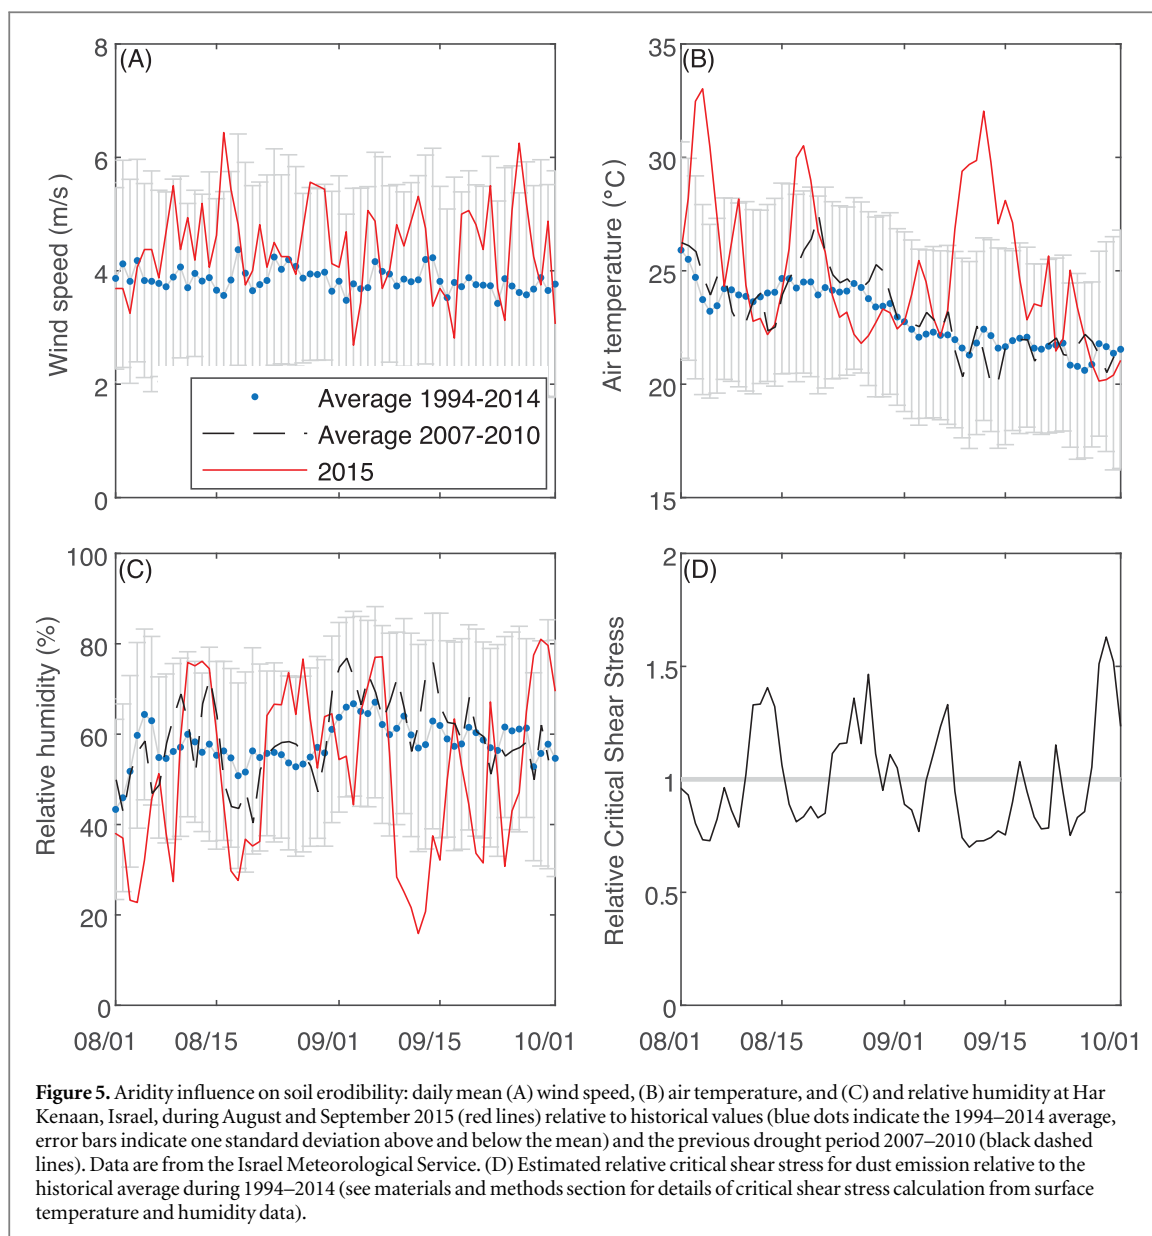 (A)
8
6
4
2
0
Wind speed (m/s)
Average 1994-2014
Average 2007-2010
2015
(B)
35
30
25
20
15
Air temperature (°C)
(C)
100
80
60
40
20
0
Relative humidity (%)
08/01 08/15 09/01 09/15 10/01
(D)
2
1.5
1
0.5
0
Relative Critical Shear Stress
08/01 08/15 09/01 09/15 10/01
Figure 5. Aridity influence on soil erodibility: daily mean (A) wind speed, (B) air temperature, and (C) and relative humidity at Har
Kenaan, Israel, during August and September 2015 (red lines) relative to historical values (blue dots indicate the 1994–2014 average,
error bars indicate one standard deviation above and below the mean) and the previous drought period 2007–2010 (black dashed
lines). Data are from the Israel Meteorological Service. (D) Estimated relative critical shear stress for dust emission relative to the
historical average during 1994–2014 (see materials and methods section for details of critical shear stress calculation from surface
temperature and humidity data).